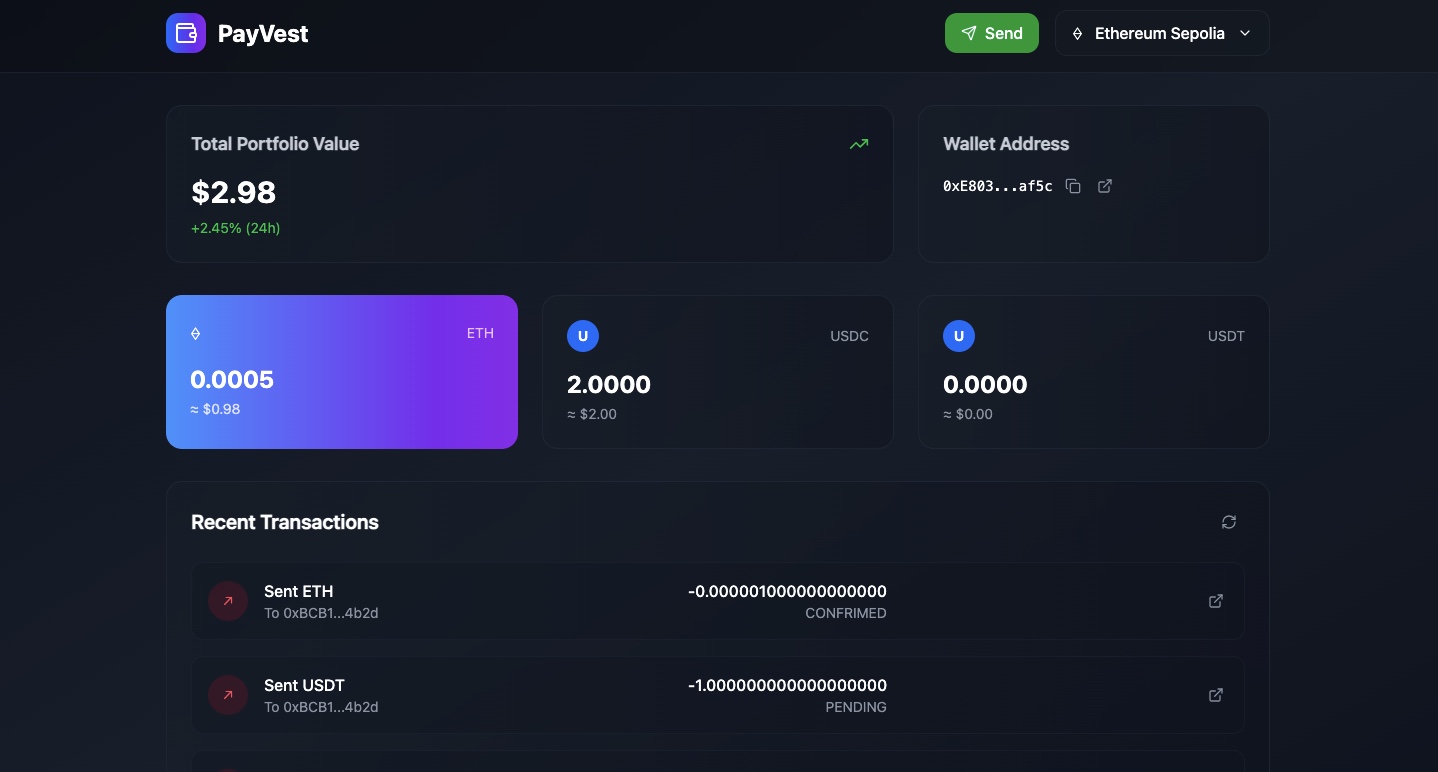 PayVest
Send
Ethereum Sepolia
Total Portfolio Value
$2.98
+2.45% (24h)
Wallet Address
0xE803...af5c
ETH
0.0005
≈ $0.98
U
USDC
2.0000
≈ $2.00
U
USDT
0.0000
≈ $0.00
Recent Transactions
Sent ETH
To 0xBCB1...4b2d
-0.000001000000000000
CONFRIMED
Sent USDT
To 0xBCB1...4b2d
-1.000000000000000000
PENDING